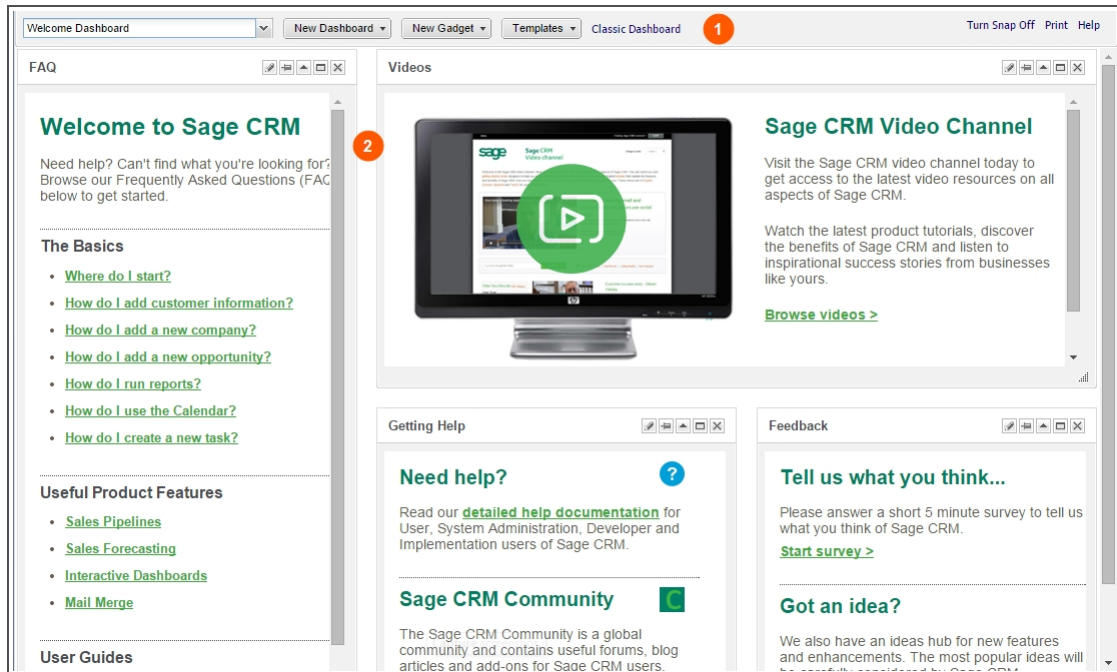 Welcome Dashboard
New Dashboard
New Gadget
Templates
Classic Dashboard
1
Turn Snap Off Print Help
FAQ
Welcome to Sage CRM
Need help? Can't find what you're looking for?
Browse our Frequently Asked Questions (FAQ
below to get started.
The Basics
• Where do I start?
• How do I add customer information?
• How do I add a new company?
• How do I add a new opportunity?
• How do I run reports?
• How do I use the Calendar?
• How do I create a new task?
Useful Product Features
• Sales Pipelines
• Sales Forecasting
• Interactive Dashboards
• Mail Merge
User Guides
2
Videos
sage
Sage CRM
Video channel
Sage CRM Video Channel
Visit the Sage CRM video channel today to
get access to the latest video resources on all
aspects of Sage CRM.
Watch the latest product tutorials, discover
the benefits of Sage CRM and listen to
inspirational success stories from businesses
like yours.
Browse videos >
Getting Help
Need help?
?
Read our detailed help documentation for
User, System Administration, Developer and
Implementation users of Sage CRM.
Sage CRM Community
C
The Sage CRM Community is a global
community and contains useful forums, blog
articles and add-ons for Sage CRM users.
Feedback
Tell us what you think...
Please answer a short 5 minute survey to tell us
what you think of Sage CRM.
Start survey >
Got an idea?
We also have an ideas hub for new features
and enhancements. The most popular ideas will
be carefully considered by Sage CRM